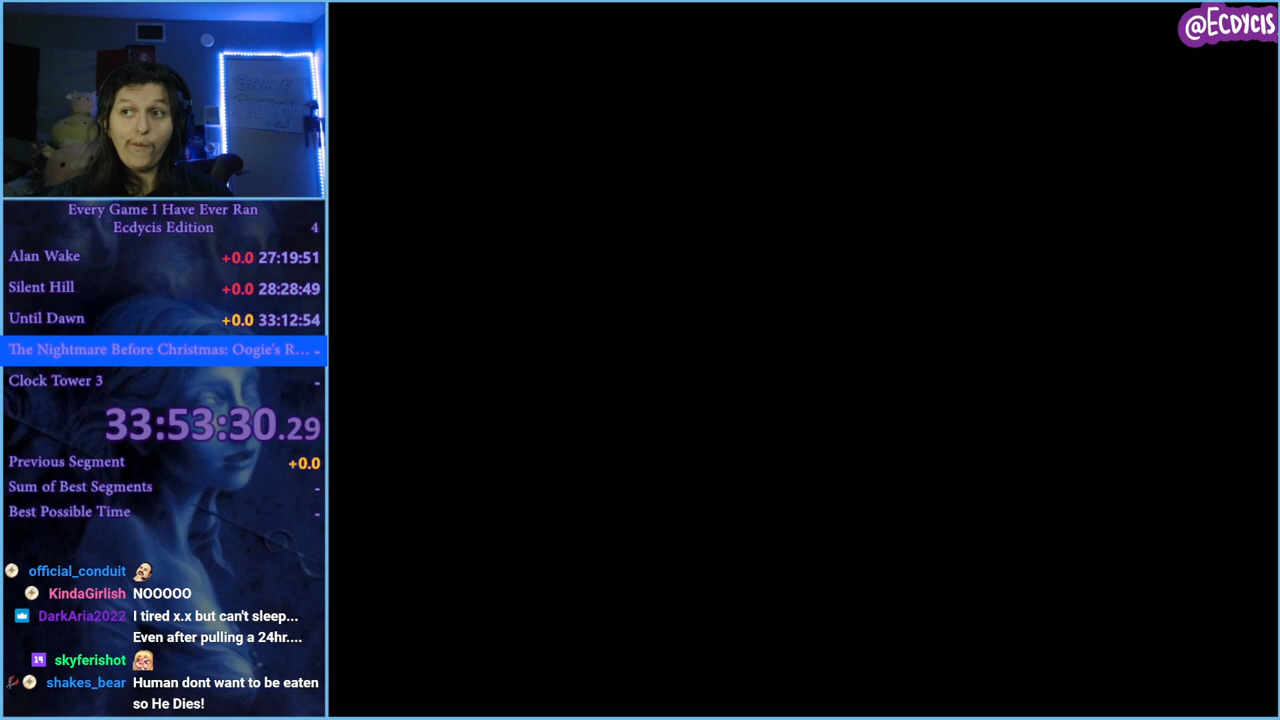 @ECDYCIS
Every Game I Have Ever Ran
Ecdycis Edition 4
Alan Wake +0.0 27:19:51
Silent Hill +0.0 28:28:49
Until Dawn +0.0 33:12:54
The Nightmare Before Christmas: Oogie's R... -
Clock Tower 3 -
33:53:30.29
Previous Segment +0.0
Sum of Best Segments -
Best Possible Time -
official_conduit
KindaGirlish NOOOOO
DarkAria2022 I tired x.x but can't sleep...
Even after pulling a 24hr....
19 skyferishot
shakes_bear Human dont want to be eaten
so He Dies!